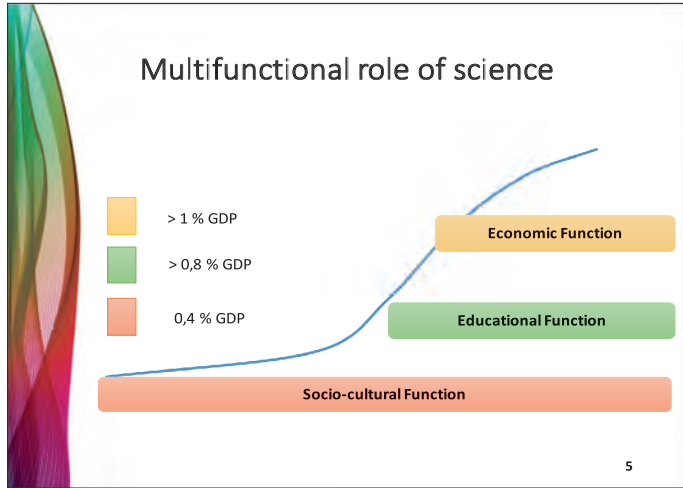 Multifunctional role of science
> 1 % GDP
> 0,8 % GDP
0,4 % GDP
Economic Function
Educational Function
Socio-cultural Function
5